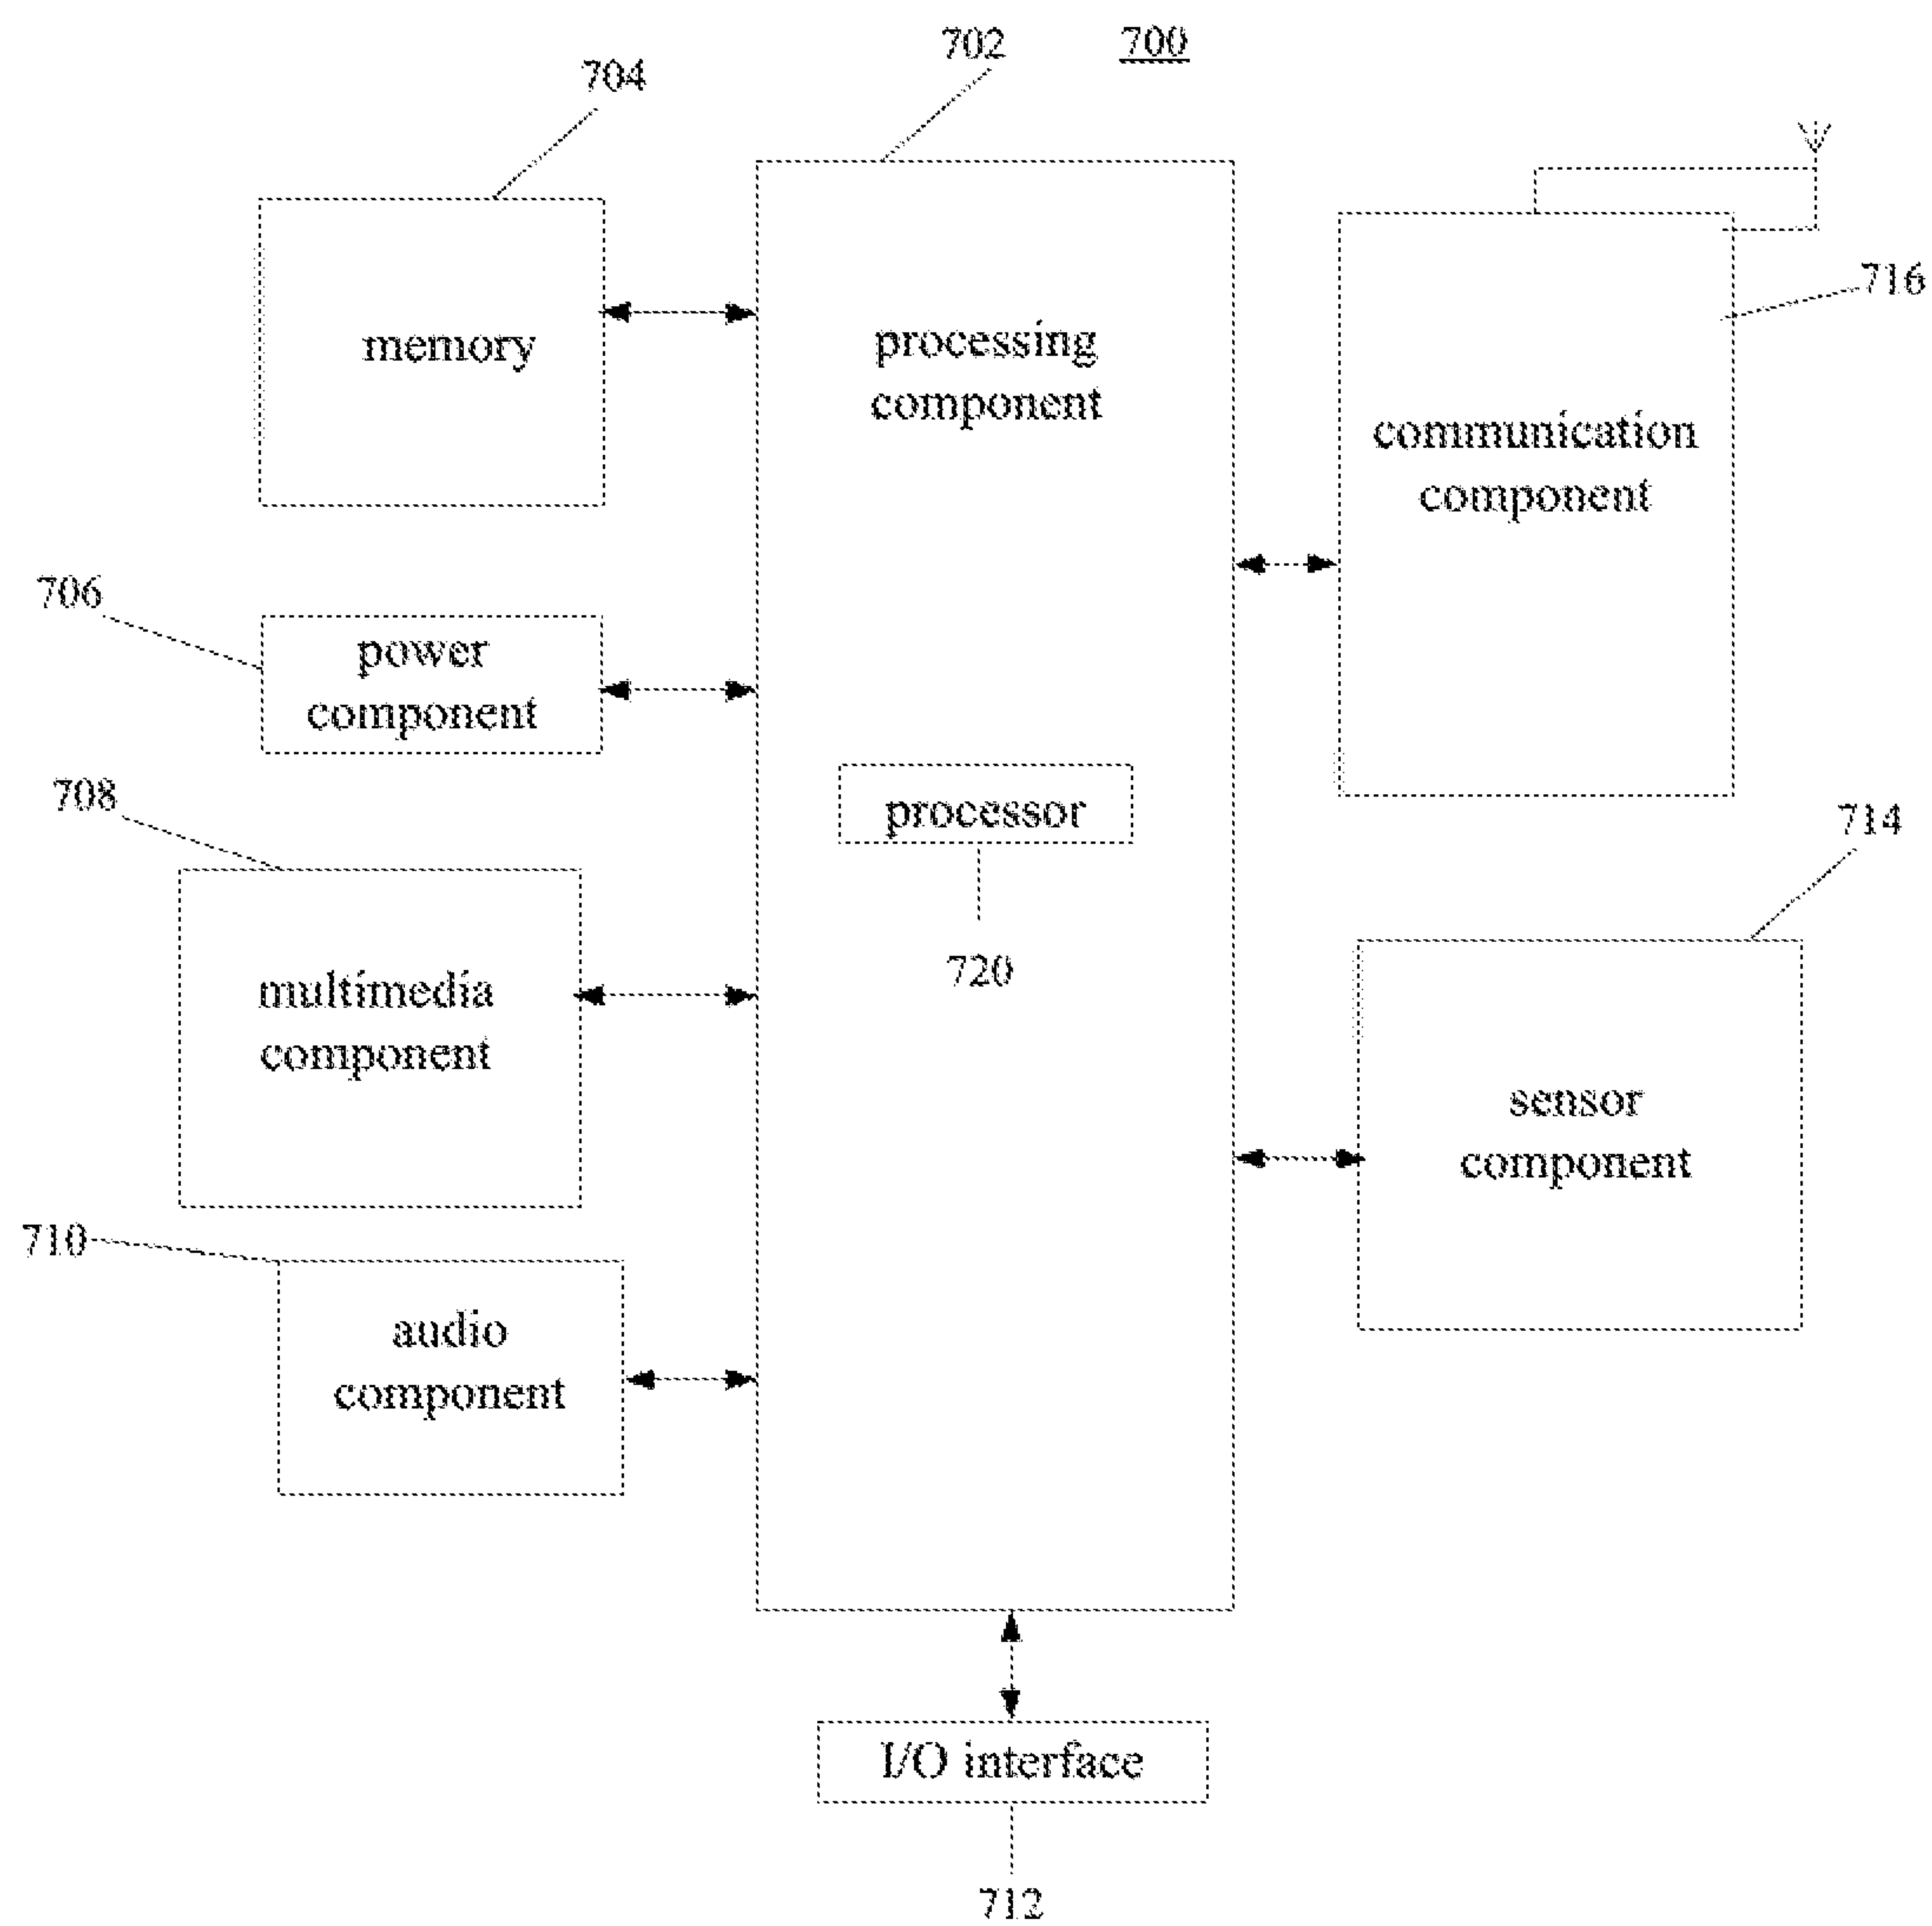 702
700
704
memory
processing
component
716
communication
component
706
power
component
708
processor
714
720
multimedia
component
sensor
component
710
audio
component
I/O interface
712